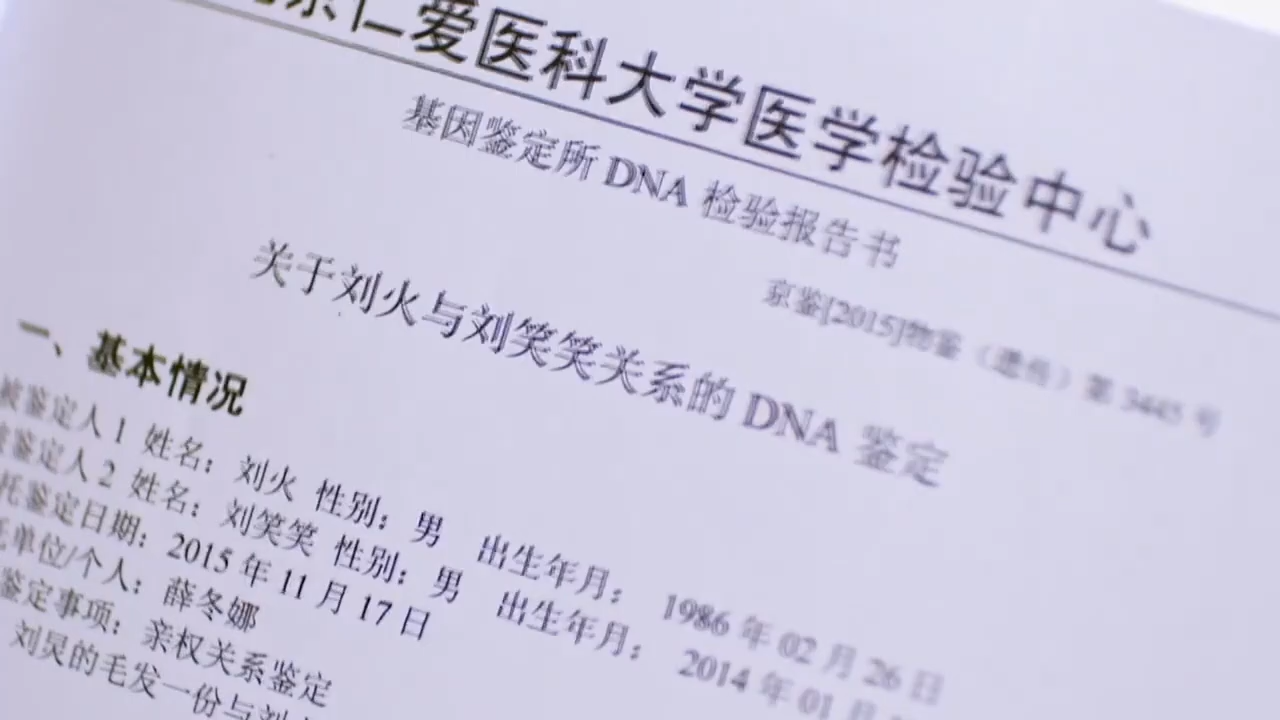 京仁爱医科大学医学检验中心
基因鉴定所 DNA 检验报告书
京鉴[2015]物鉴（遗传）第 3445 号
关于刘火与刘笑笑关系的 DNA 鉴定
一、基本情况
被鉴定人 1 姓名：刘火 性别：男 出生年月：1986 年 02 月 26 日
被鉴定人 2 姓名：刘笑笑 性别：男 出生年月：2014 年 01 月
托鉴定日期：2015 年 11 月 17 日
托单位/个人：薛冬娜
鉴定事项：亲权关系鉴定
刘炅的毛发一份与刘